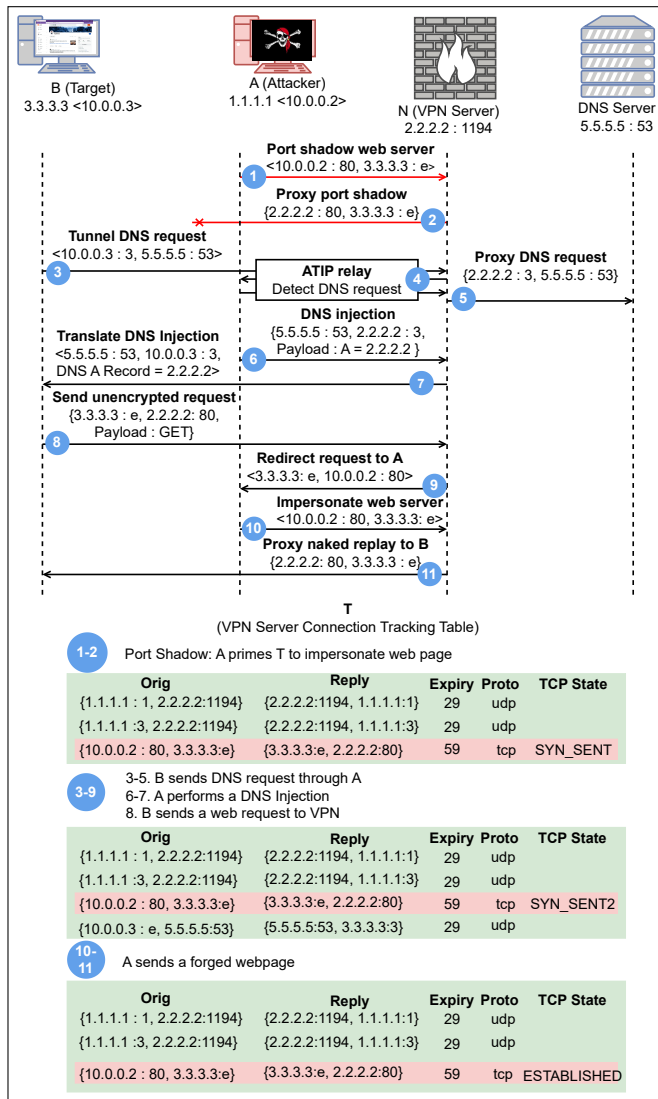 B (Target)
3.3.3.3 <10.0.0.3>
A (Attacker)
1.1.1.1 <10.0.0.2>
N (VPN Server)
2.2.2.2 : 1194
DNS Server
5.5.5.5 : 53
Port shadow web server
<10.0.0.2 : 80, 3.3.3.3 : e>
1
Proxy port shadow
{2.2.2.2 : 80, 3.3.3.3 : e}
2
Tunnel DNS request
<10.0.0.3 : 3, 5.5.5.5 : 53>
3
ATIP relay
Detect DNS request
4
Proxy DNS request
{2.2.2.2 : 3, 5.5.5.5 : 53}
5
DNS injection
{5.5.5.5 : 53, 2.2.2.2 : 3,
Payload : A = 2.2.2.2 }
6
Translate DNS Injection
<5.5.5.5 : 53, 10.0.0.3 : 3,
DNS A Record = 2.2.2.2>
7
Send unencrypted request
{3.3.3.3 : e, 2.2.2.2: 80,
Payload : GET}
8
Redirect request to A
<3.3.3.3: e, 10.0.0.2 : 80>
9
Impersonate web server
<10.0.0.2 : 80, 3.3.3.3: e>
10
Proxy naked replay to B
{2.2.2.2: 80, 3.3.3.3 : e}
11
T
(VPN Server Connection Tracking Table)
1-2
Port Shadow: A primes T to impersonate web page
Orig Reply Expiry Proto TCP State
{1.1.1.1 : 1, 2.2.2.2:1194} {2.2.2.2:1194, 1.1.1.1:1} 29 udp
{1.1.1.1 :3, 2.2.2.2:1194} {2.2.2.2:1194, 1.1.1.1:3} 29 udp
{10.0.0.2 : 80, 3.3.3.3:e} {3.3.3.3:e, 2.2.2.2:80} 59 tcp SYN_SENT
3-9
3-5. B sends DNS request through A
6-7. A performs a DNS Injection
8. B sends a web request to VPN
Orig Reply Expiry Proto TCP State
{1.1.1.1 : 1, 2.2.2.2:1194} {2.2.2.2:1194, 1.1.1.1:1} 29 udp
{1.1.1.1 :3, 2.2.2.2:1194} {2.2.2.2:1194, 1.1.1.1:3} 29 udp
{10.0.0.2 : 80, 3.3.3.3:e} {3.3.3.3:e, 2.2.2.2:80} 59 tcp SYN_SENT2
{10.0.0.3 : e, 5.5.5.5:53} {5.5.5.5:53, 3.3.3.3:3} 29 udp
10-
11
A sends a forged webpage
Orig Reply Expiry Proto TCP State
{1.1.1.1 : 1, 2.2.2.2:1194} {2.2.2.2:1194, 1.1.1.1:1} 29 udp
{1.1.1.1 :3, 2.2.2.2:1194} {2.2.2.2:1194, 1.1.1.1:3} 29 udp
{10.0.0.2 : 80, 3.3.3.3:e} {3.3.3.3:e, 2.2.2.2:80} 59 tcp ESTABLISHED